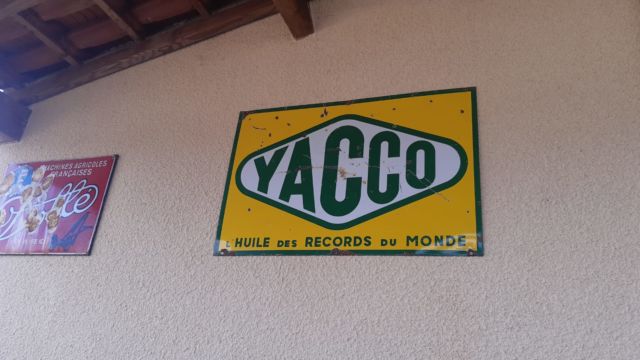 YACCO
L'HUILE DES RECORDS DU MONDE
MACHINES AGRICOLES
FRANÇAISES